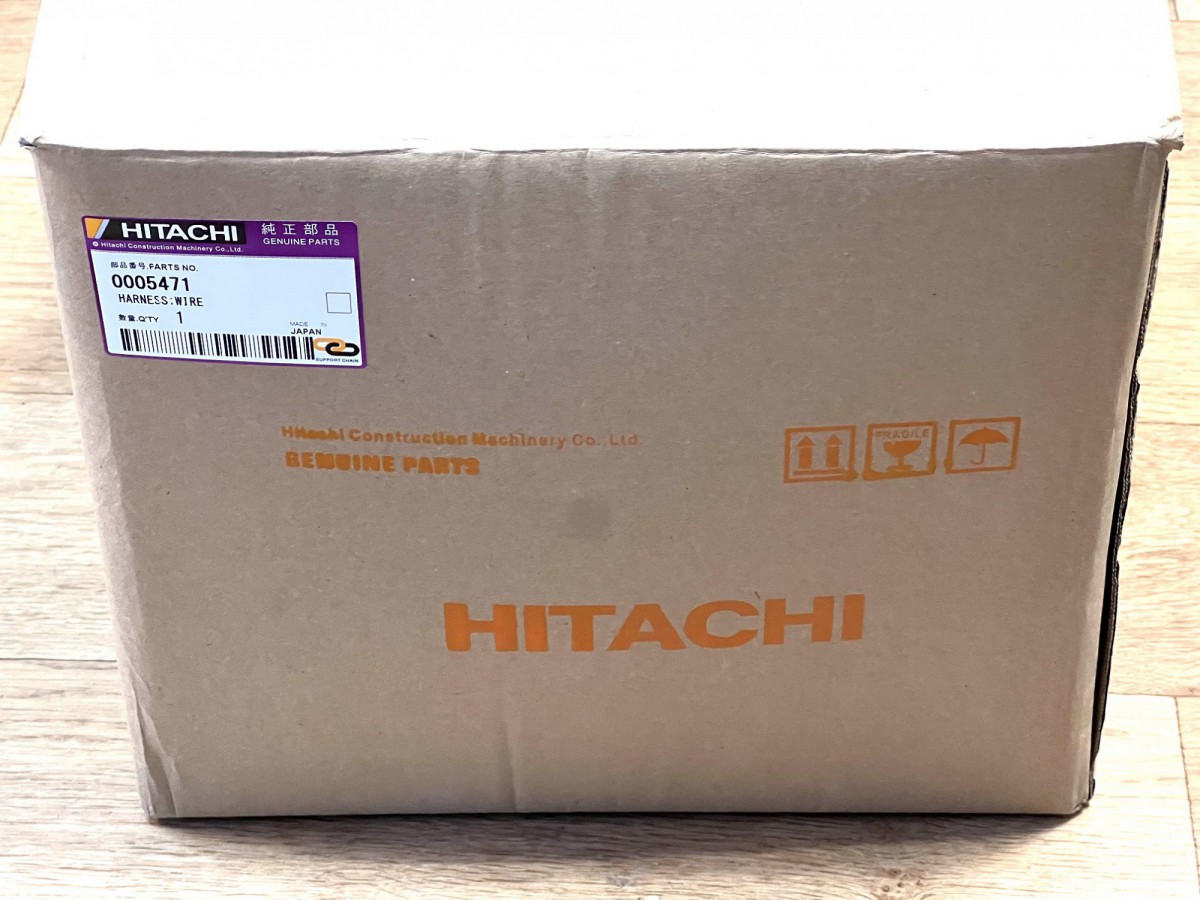 HITACHI 純正部品
GENUINE PARTS
© Hitachi Construction Machinery Co.,Ltd.
部品番号.PARTS NO.
0005471
HARNESS;WIRE
数量.Q'TY 1
MADE IN
JAPAN
SUPPORT CHAIN
Hitachi Construction Machinery Co.,Ltd.
GENUINE PARTS
FRAGILE
HITACHI